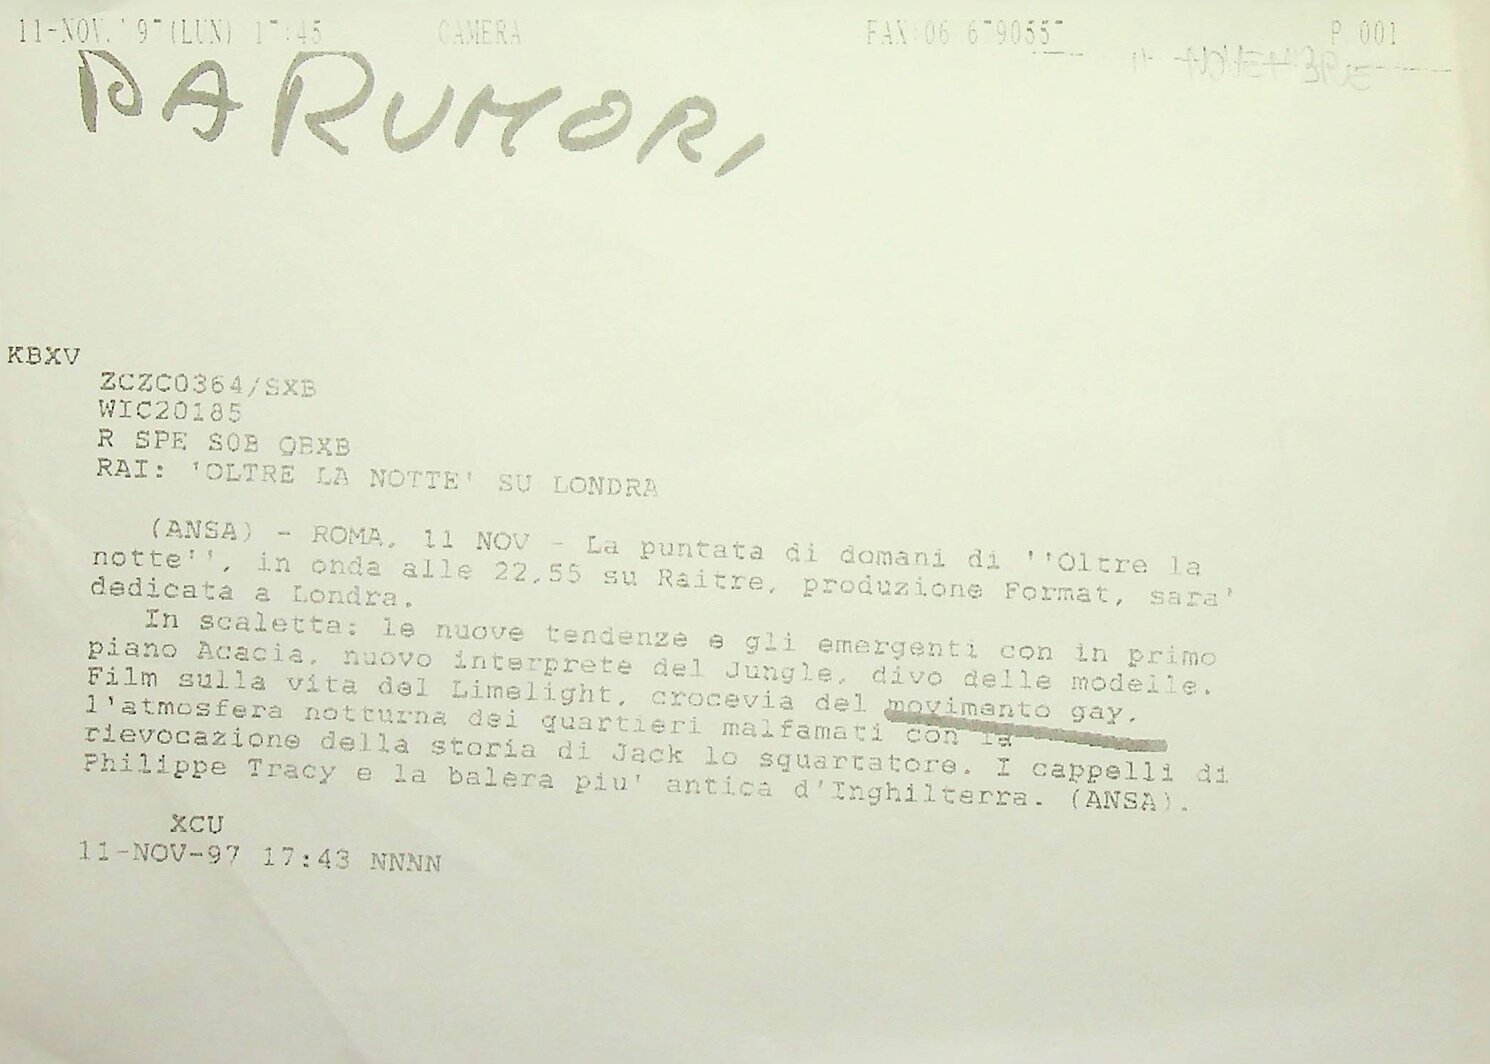 11-NOV. '97(LUN) 17:45 CAMERA FAX:06 6790557 P. 001
11 NOVEMBRE
DA RUMORI
KBXV
ZCZC0364/SXB
WIC20185
R SPE S0B QBXB
RAI: 'OLTRE LA NOTTE' SU LONDRA
(ANSA) - ROMA, 11 NOV - La puntata di domani di ''Oltre la
notte'', in onda alle 22,55 su Raitre, produzione Format, sara'
dedicata a Londra.
In scaletta: le nuove tendenze e gli emergenti con in primo
piano Acacia, nuovo interprete del Jungle, divo delle modelle.
Film sulla vita del Limelight, crocevia del movimento gay,
l'atmosfera notturna dei quartieri malfamati con la
rievocazione della storia di Jack lo squartatore. I cappelli di
Philippe Tracy e la balera piu' antica d'Inghilterra. (ANSA).
XCU
11-NOV-97 17:43 NNNN